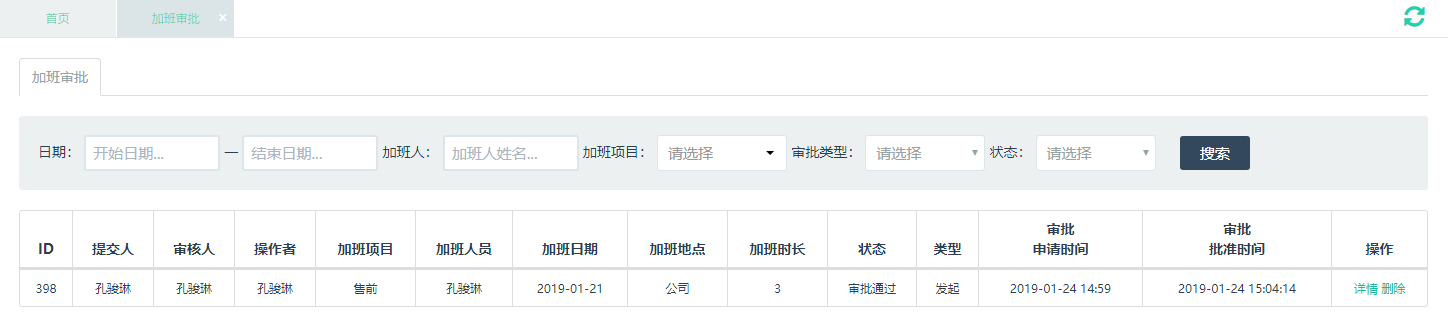 首页 加班审批 ×
加班审批
日期： 开始日期... — 结束日期... 加班人： 加班人姓名... 加班项目： 请选择 审批类型： 请选择 状态： 请选择 搜索
ID 提交人 审核人 操作者 加班项目 加班人员 加班日期 加班地点 加班时长 状态 类型 审批 申请时间 审批 批准时间 操作
398 孔骏琳 孔骏琳 孔骏琳 售前 孔骏琳 2019-01-21 公司 3 审批通过 发起 2019-01-24 14:59 2019-01-24 15:04:14 详情 删除